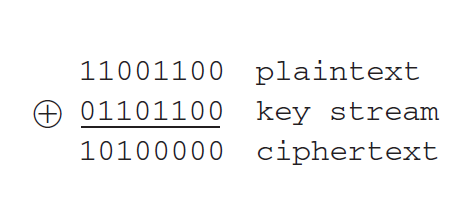 11001100 plaintext
⊕ 01101100 key stream
10100000 ciphertext